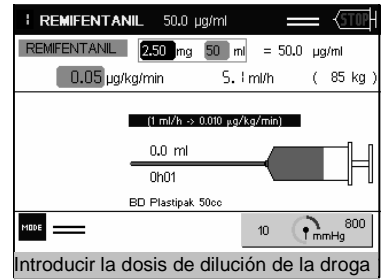 REMIFENTANIL 50.0 µg/ml STOP
REMIFENTANIL 2.50 mg 50 ml = 50.0 µg/ml
0.05 µg/kg/min 5.1 ml/h ( 85 kg )
(1 ml/h -> 0.010 µg/kg/min)
0.0 ml
0h01
BD Plastipak 50cc
MODE 10 800
mmHg
Introducir la dosis de dilución de la droga